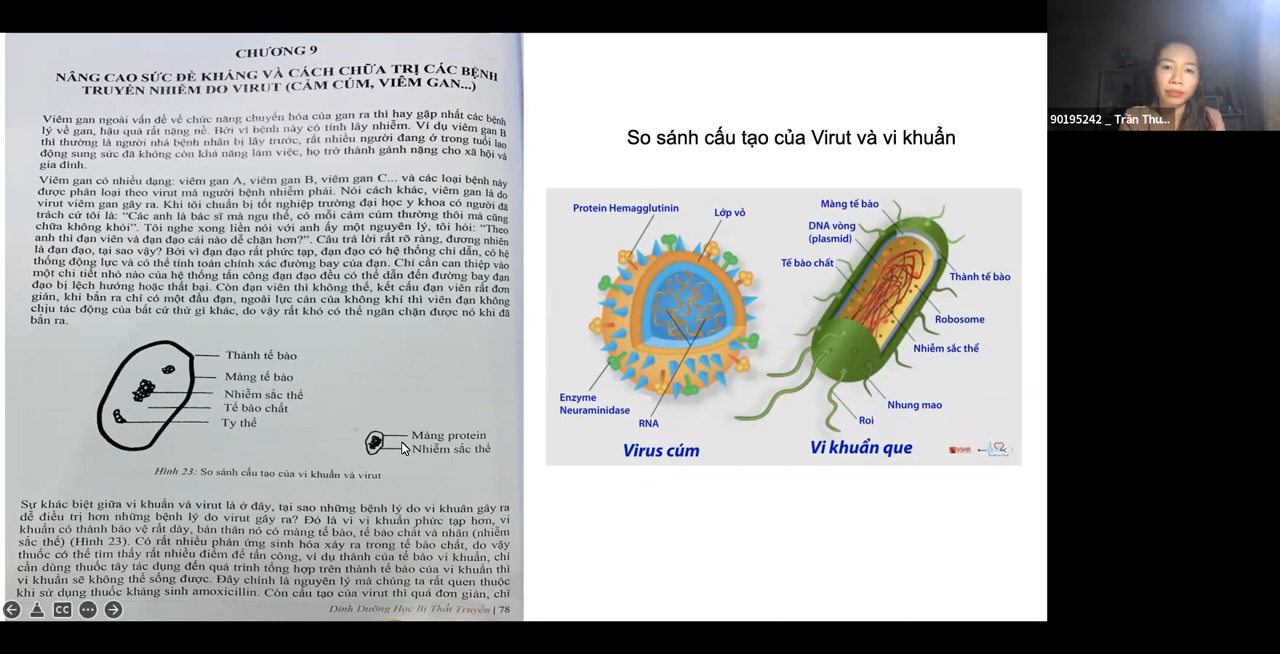 CHƯƠNG 9
NÂNG CAO SỨC ĐỀ KHÁNG VÀ CÁCH CHỮA TRỊ CÁC BỆNH
TRUYỀN NHIỄM DO VIRUT (CẢM CÚM, VIÊM GAN...)
Viêm gan ngoài vấn đề về chức năng chuyển hóa của gan ra thì hay gặp nhất các bệnh
lý về gan, hậu quả rất nặng nề. Bởi vì bệnh này có tính lây nhiễm. Ví dụ viêm gan B
thì thường là người nhà bệnh nhân bị lây trước, rất nhiều người đang ở trong tuổi lao
động sung sức đã không còn khả năng làm việc, họ trở thành gánh nặng cho xã hội và
gia đình.
Viêm gan có nhiều dạng: viêm gan A, viêm gan B, viêm gan C... và các loại bệnh này
được phân loại theo virut mà người bệnh nhiễm phải. Nói cách khác, viêm gan là do
virut viêm gan gây ra. Khi tôi chuẩn bị tốt nghiệp trường đại học y khoa có người đã
trách cứ tôi là: "Các anh là bác sĩ mà ngu thế, có mỗi cảm cúm thường thôi mà cũng
chữa không khỏi". Tôi nghe xong liền nói với anh ấy một nguyên lý, tôi hỏi: "Theo
anh thì đạn viên và đạn đạo cái nào dễ chặn hơn?". Câu trả lời rất rõ ràng, đương nhiên
là đạn đạo, tại sao vậy? Bởi vì đạn đạo rất phức tạp, đạn đạo có hệ thống chỉ dẫn, có hệ
thống động lực và có thể tính toán chính xác đường bay của đạn. Chỉ cần can thiệp vào
một chi tiết nhỏ nào của hệ thống tấn công đạn đạo đều có thể dẫn đến đường bay đạn
đạo bị lệch hướng hoặc thất bại. Còn đạn viên thì không thế, kết cấu đạn viên rất đơn
giản, khi bắn ra chỉ có một đầu đạn, ngoài lực cản của không khí thì viên đạn không
chịu tác động của bất cứ thứ gì khác, do vậy rất khó có thể ngăn chặn được nó khi đã
bắn ra.
Thành tế bào
Màng tế bào
Nhiễm sắc thể
Tế bào chất
Ty thể
Màng protein
Nhiễm sắc thể
Hình 23: So sánh cấu tạo của vi khuẩn và virut
Sự khác biệt giữa vi khuẩn và virut là ở đây, tại sao những bệnh lý do vi khuẩn gây ra
dễ điều trị hơn những bệnh lý do virut gây ra? Đó là vì vi khuẩn phức tạp hơn, vi
khuẩn có thành bảo vệ rất dày, bản thân nó có màng tế bào, tế bào chất và nhân (nhiễm
sắc thể) (Hình 23). Có rất nhiều phản ứng sinh hóa xảy ra trong tế bào chất, do vậy
thuốc có thể tìm thấy rất nhiều điểm để tấn công, ví dụ thành của tế bào vi khuẩn, chỉ
cần dùng thuốc tây tác dụng đến quá trình tổng hợp trên thành tế bào của vi khuẩn thì
vi khuẩn sẽ không thể sống được. Đây chính là nguyên lý mà chúng ta rất quen thuộc
khi sử dụng thuốc kháng sinh amoxicillin. Còn cấu tạo của virut thì quá đơn giản, chỉ
Dinh Dưỡng Học Bị Thất Truyền | 78
CC
So sánh cấu tạo của Virut và vi khuẩn
Protein Hemagglutinin
Lớp vỏ
Enzyme
Neuraminidase
RNA
Virus cúm
Màng tế bào
DNA vòng
(plasmid)
Tế bào chất
Thành tế bào
Robosome
Nhiễm sắc thể
Nhung mao
Roi
Vi khuẩn que
VSHR
90195242 _ Trần Thu...